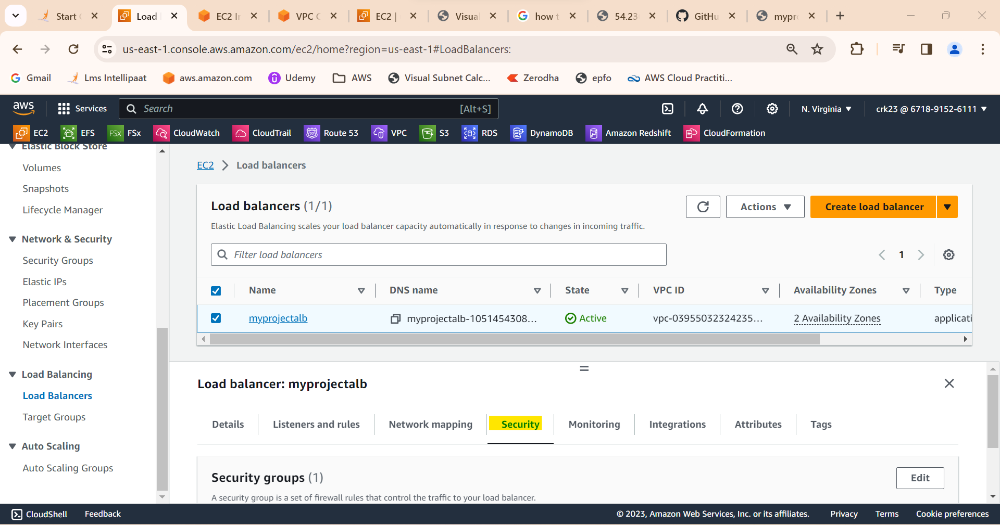 Start
Load
EC2 I
VPC
EC2 |
Visual
how t
54.23
GitHu
mypr
us-east-1.console.aws.amazon.com/ec2/home?region=us-east-1#LoadBalancers:
Gmail
Lms Intellipaat
aws.amazon.com
Udemy
AWS
Visual Subnet Calc...
Zerodha
epfo
AWS Cloud Practiti...
aws
Services
Search
[Alt+S]
N. Virginia
crk23 @ 6718-9152-6111
EC2
EFS
FSx
FSx
CloudWatch
CloudTrail
53
Route 53
VPC
S3
RDS
DynamoDB
Amazon Redshift
CloudFormation
Elastic Block Store
Volumes
Snapshots
Lifecycle Manager
Network & Security
Security Groups
Elastic IPs
Placement Groups
Key Pairs
Network Interfaces
Load Balancing
Load Balancers
Target Groups
Auto Scaling
Auto Scaling Groups
EC2
Load balancers
Load balancers (1/1)
Actions
Create load balancer
Elastic Load Balancing scales your load balancer capacity automatically in response to changes in incoming traffic.
Filter load balancers
1
Name
DNS name
State
VPC ID
Availability Zones
Type
myprojectalb
myprojectalb-1051454308...
Active
vpc-03955032324235...
2 Availability Zones
applicati
Load balancer: myprojectalb
Details
Listeners and rules
Network mapping
Security
Monitoring
Integrations
Attributes
Tags
Security groups (1)
Edit
A security group is a set of firewall rules that control the traffic to your load balancer.
CloudShell
Feedback
© 2023, Amazon Web Services, Inc. or its affiliates.
Privacy
Terms
Cookie preferences